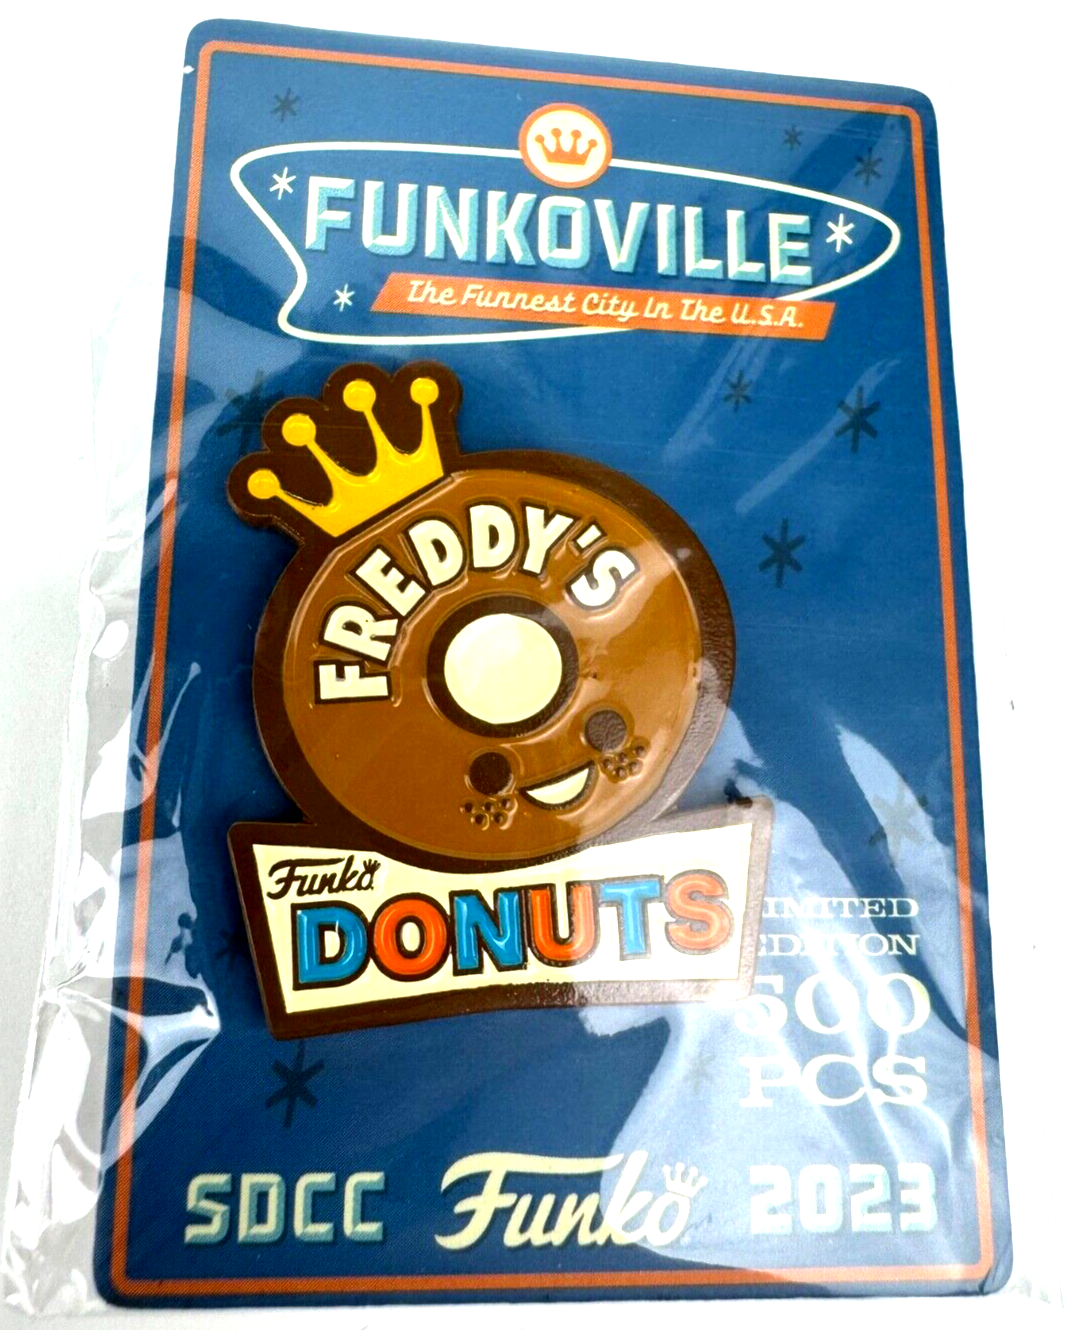 FUNKOVILLE
The Funnest City In The U.S.A.
FREDDY'S
Funko
DONUTS
LIMITED
EDITION
500
PCS
SDCC Funko 2023